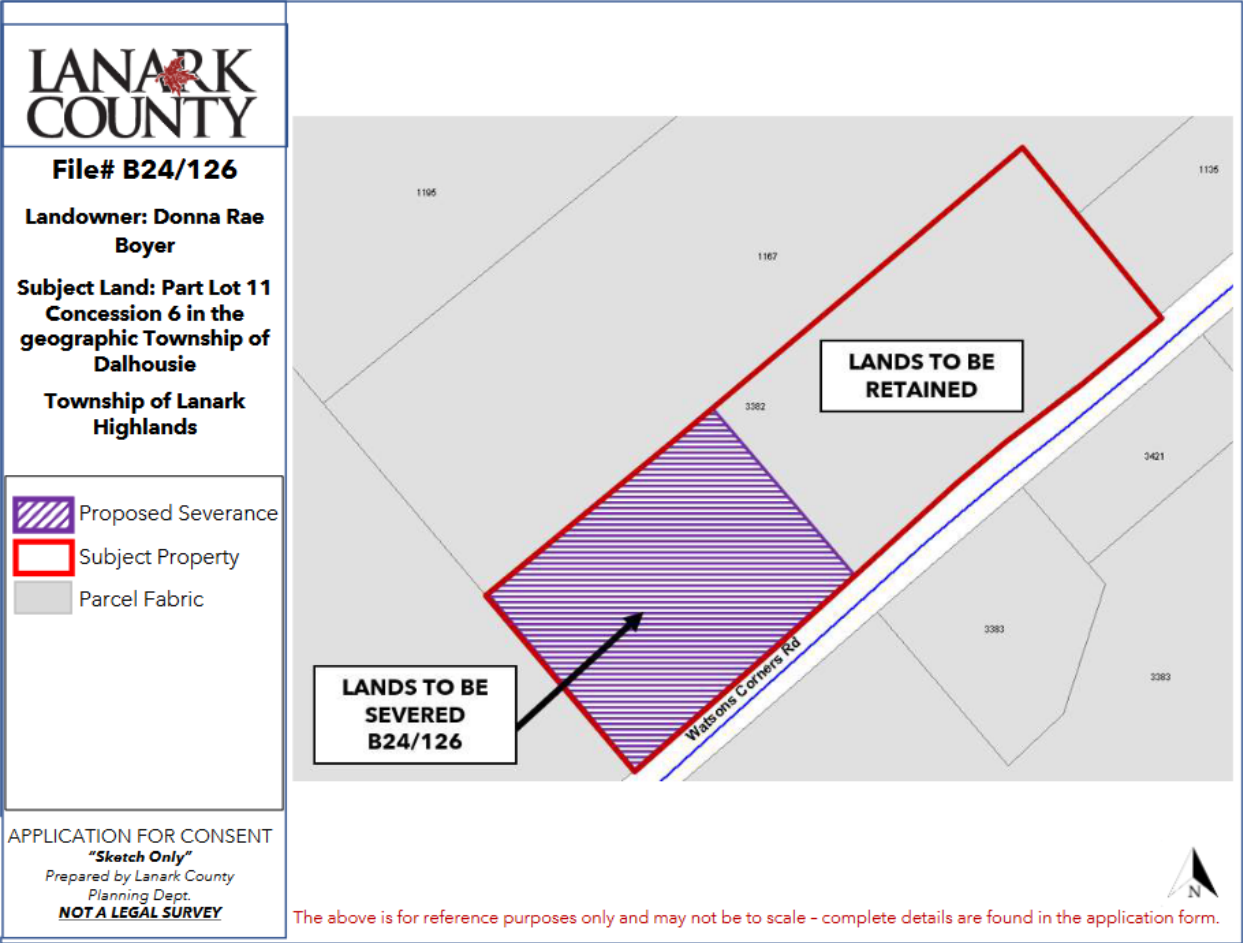 LANARK
COUNTY
File# B24/126
Landowner: Donna Rae
Boyer
Subject Land: Part Lot 11
Concession 6 in the
geographic Township of
Dalhousie
Township of Lanark
Highlands
Proposed Severance
Subject Property
Parcel Fabric
APPLICATION FOR CONSENT
"Sketch Only"
Prepared by Lanark County
Planning Dept.
NOT A LEGAL SURVEY
1195
1135
1167
LANDS TO BE
RETAINED
3382
3421
3383
3383
Watsons Corners Rd
LANDS TO BE
SEVERED
B24/126
N
The above is for reference purposes only and may not be to scale – complete details are found in the application form.